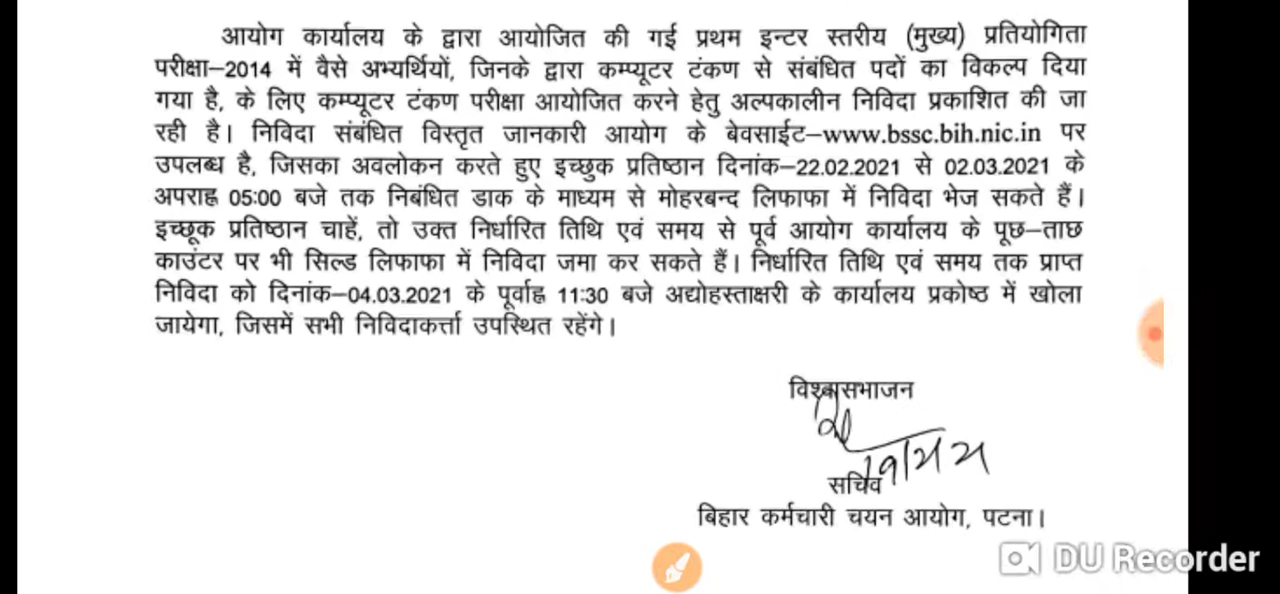 आयोग कार्यालय के द्वारा आयोजित की गई प्रथम इन्टर स्तरीय (मुख्य) प्रतियोगिता
परीक्षा–2014 में वैसे अभ्यर्थियों, जिनके द्वारा कम्प्यूटर टंकण से संबंधित पदों का विकल्प दिया
गया है, के लिए कम्प्यूटर टंकण परीक्षा आयोजित करने हेतु अल्पकालीन निविदा प्रकाशित की जा
रही है। निविदा संबंधित विस्तृत जानकारी आयोग के बेवसाईट–www.bssc.bih.nic.in पर
उपलब्ध है, जिसका अवलोकन करते हुए इच्छुक प्रतिष्ठान दिनांक–22.02.2021 से 02.03.2021 के
अपराह्न 05:00 बजे तक निबंधित डाक के माध्यम से मोहरबन्द लिफाफा में निविदा भेज सकते हैं।
इच्छूक प्रतिष्ठान चाहें, तो उक्त निर्धारित तिथि एवं समय से पूर्व आयोग कार्यालय के पूछ–ताछ
काउंटर पर भी सिल्ड लिफाफा में निविदा जमा कर सकते हैं। निर्धारित तिथि एवं समय तक प्राप्त
निविदा को दिनांक–04.03.2021 के पूर्वाह्न 11:30 बजे अद्योहस्ताक्षरी के कार्यालय प्रकोष्ठ में खोला
जायेगा, जिसमें सभी निविदाकर्त्ता उपस्थित रहेंगे।
विश्वासभाजन
सचिव
बिहार कर्मचारी चयन आयोग, पटना।
DU Recorder